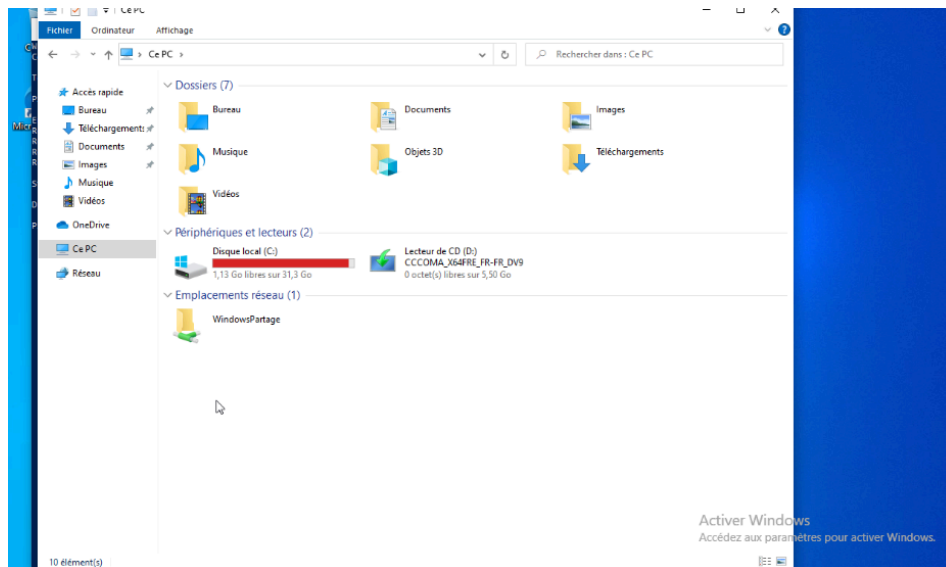 Ce PC
Fichier Ordinateur Affichage
Ce PC
Rechercher dans : Ce PC
Accès rapide
Bureau
Téléchargements
Documents
Images
Musique
Vidéos
OneDrive
Ce PC
Réseau
Dossiers (7)
Bureau
Documents
Images
Musique
Objets 3D
Téléchargements
Vidéos
Périphériques et lecteurs (2)
Disque local (C:)
1,13 Go libres sur 31,3 Go
Lecteur de CD (D:)
CCCOMA_X64FRE_FR-FR_DV9
0 octet(s) libres sur 5,50 Go
Emplacements réseau (1)
WindowsPartage
Activer Windows
Accédez aux paramètres pour activer Windows.
10 élément(s)